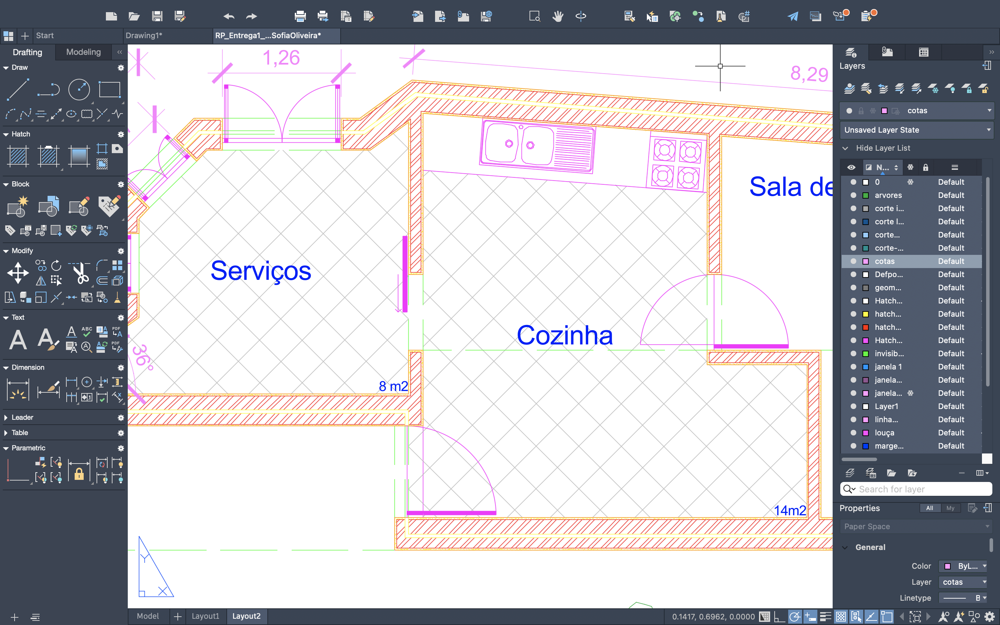 Start
Drawing1*
RP_Entrega1_...SofiaOliveira*
Drafting
Modeling
Draw
Hatch
Block
Modify
Text
ABC
PDF
PDF
Dimension
Leader
Table
Parametric
1,26
8,29
Sala de
Serviços
Cozinha
36°
8 m2
14m2
Y
X
Layers
cotas
Unsaved Layer State
Hide Layer List
N...
0 Default
arvores Default
corte i... Default
corte l... Default
corte... Default
corte-... Default
cotas Default
Defpo... Default
geom... Default
Hatch... Default
hatch... Default
hatch... Default
Hatch... Default
invisib... Default
janela 1 Default
janela... Default
janela... Default
Layer1 Default
linha... Default
louça Default
marge... Default
Search for layer
Properties
All
My
Paper Space
General
Color ByL...
Layer cotas
Linetype B
Model
Layout1
Layout2
0.1417, 0.6962, 0.0000